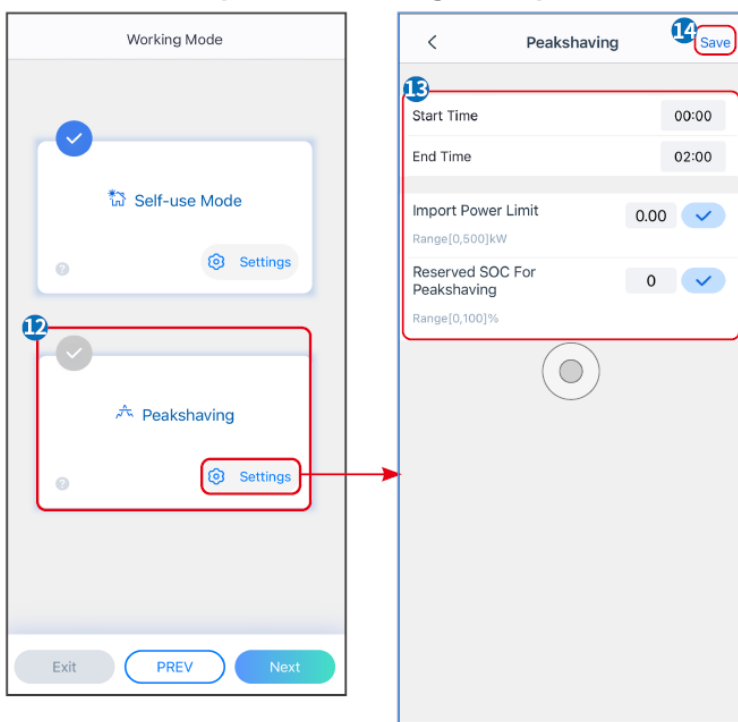 Working Mode
Self-use Mode
Settings
12
Peakshaving
Settings
Exit
PREV
Next
Peakshaving
14
Save
13
Start Time
00:00
End Time
02:00
Import Power Limit
0.00
Range[0,500]kW
Reserved SOC For
Peakshaving
0
Range[0,100]%